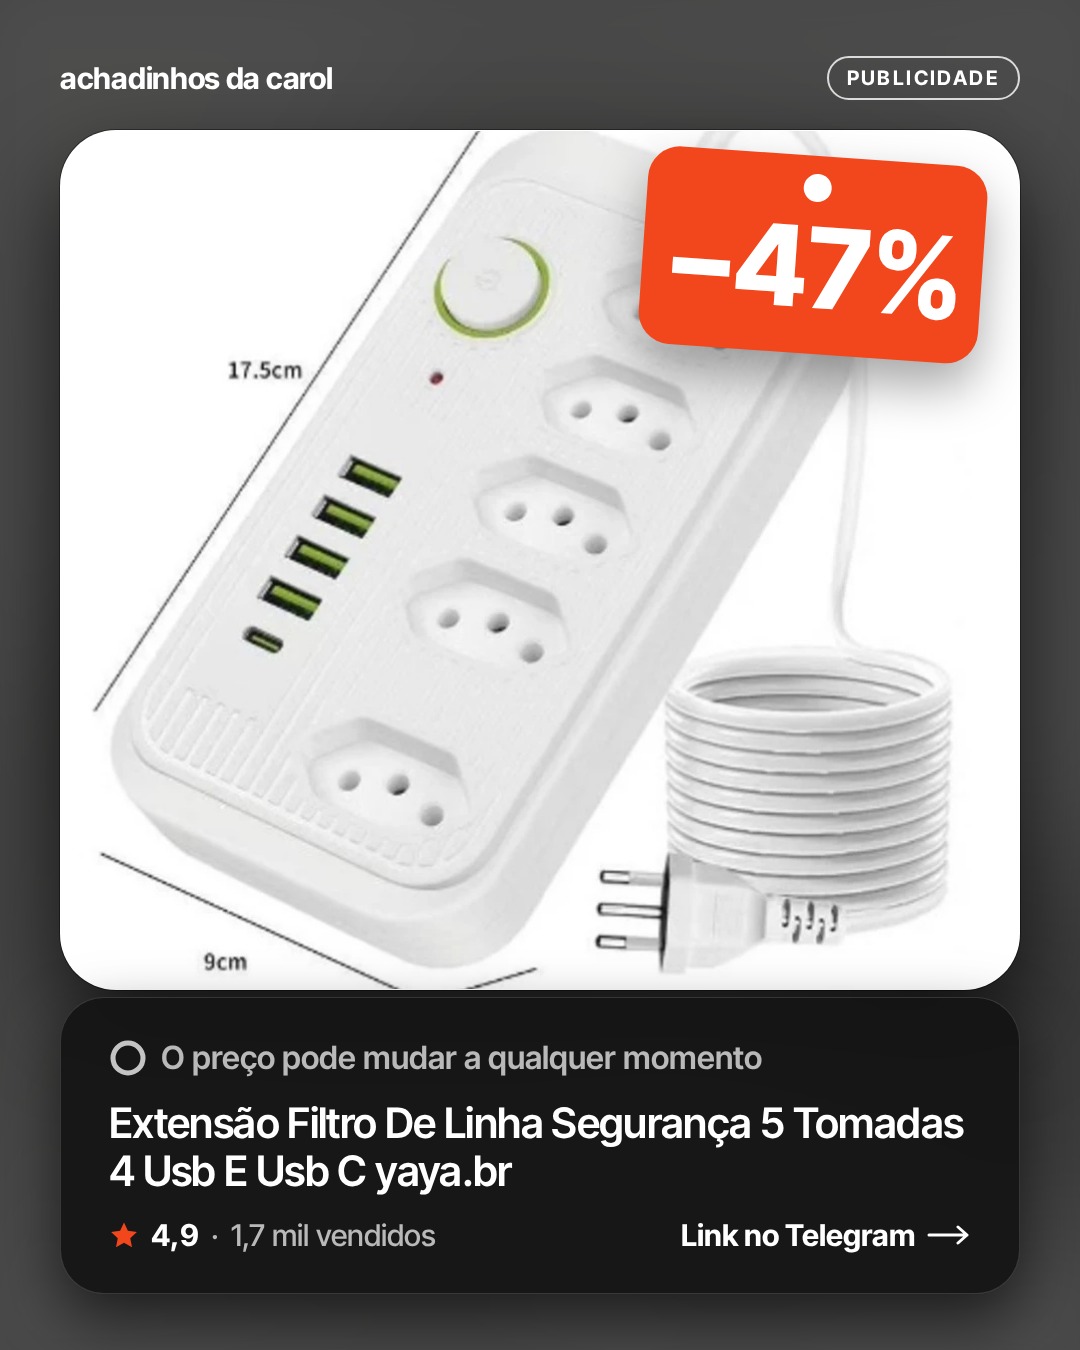 achadinhos da carol
PUBLICIDADE
–47%
17.5cm
9cm
O preço pode mudar a qualquer momento
Extensão Filtro De Linha Segurança 5 Tomadas
4 Usb E Usb C yaya.br
4,9 · 1,7 mil vendidos
Link no Telegram →